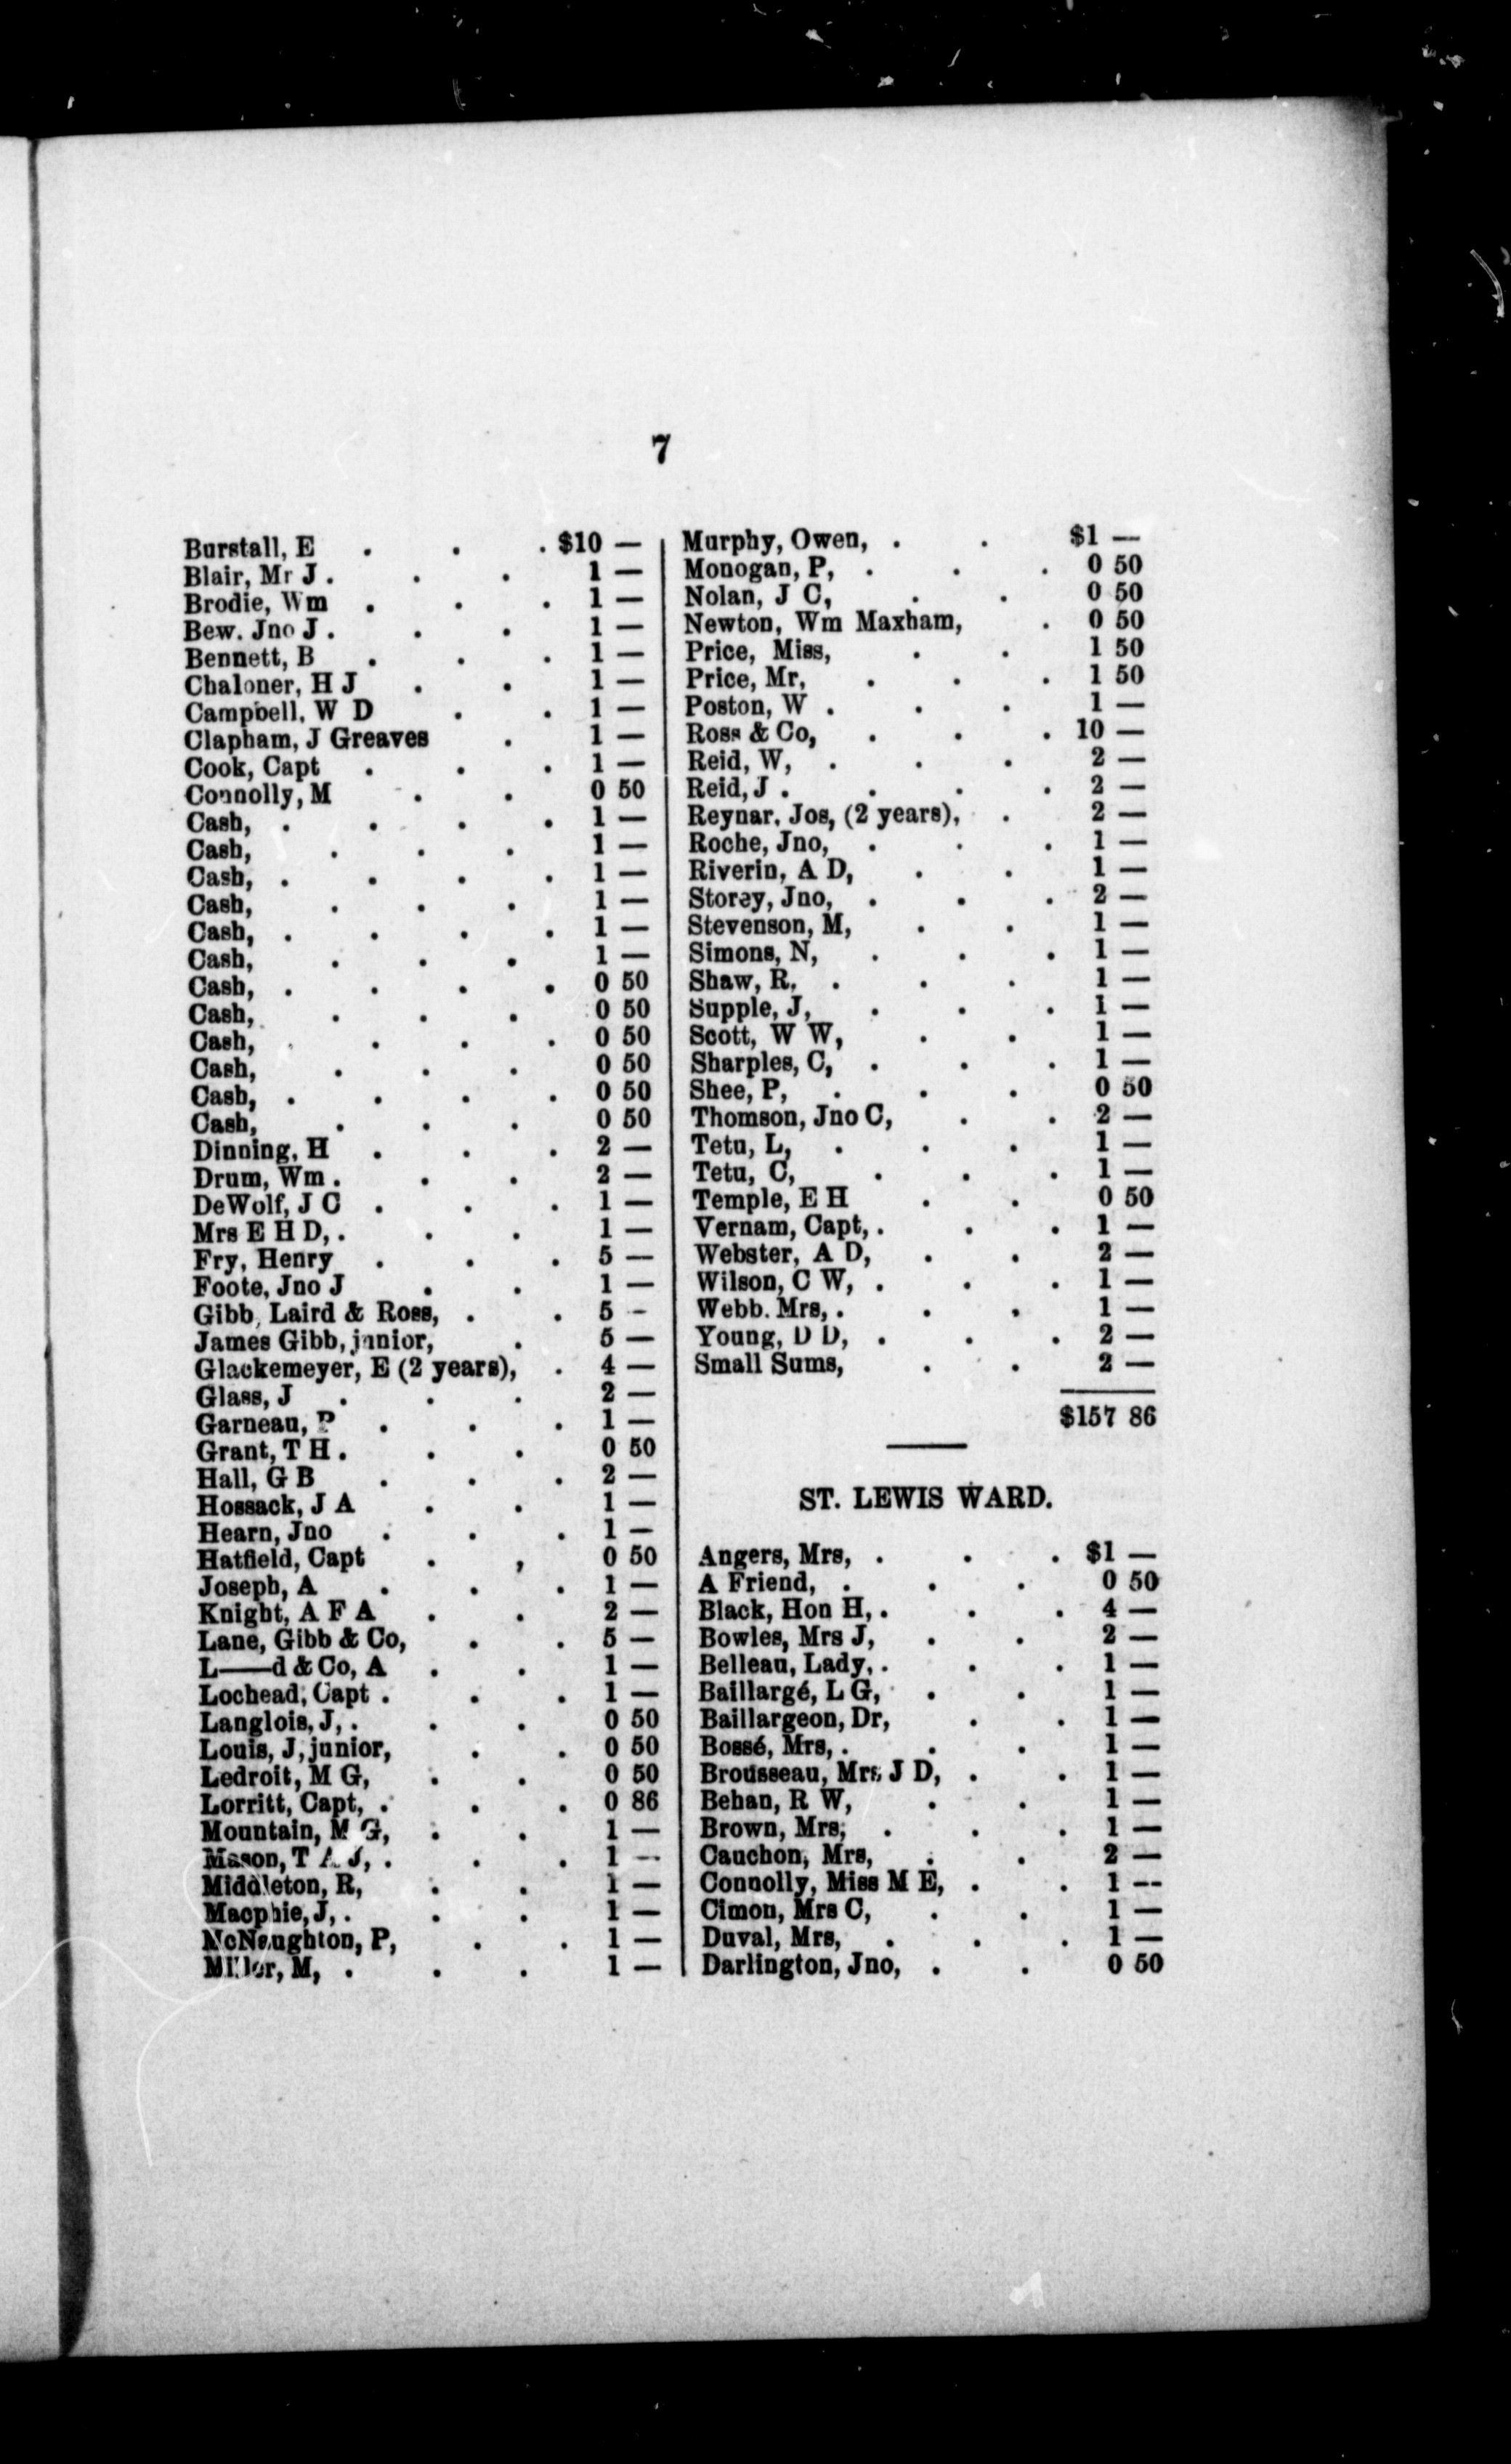 7
Burstall, E . . . $10 —
Blair, Mr J . . . 1 —
Brodie, Wm . . . 1 —
Bew. Jno J . . . 1 —
Bennett, B . . . 1 —
Chaloner, H J . . 1 —
Campbell, W D . . 1 —
Clapham, J Greaves . 1 —
Cook, Capt . . . 1 —
Connolly, M . . 0 50
Cash, . . . . 1 —
Cash, . . . 1 —
Cash, . . . . 1 —
Cash, . . . 1 —
Cash, . . . . 1 —
Cash, . . . 1 —
Cash, . . . . 0 50
Cash, . . . 0 50
Cash, . . . . 0 50
Cash, . . . 0 50
Cash, . . . . 0 50
Cash, . . . 0 50
Dinning, H . . . 2 —
Drum, Wm . . . 2 —
DeWolf, J C . . . 1 —
Mrs E H D, . . . 1 —
Fry, Henry . . . 5 —
Foote, Jno J . . 1 —
Gibb, Laird & Ross, . . 5 —
James Gibb, junior, . 5 —
Glackemeyer, E (2 years), . 4 —
Glass, J . . . 2 —
Garneau, P . . . 1 —
Grant, T H . . . 0 50
Hall, G B . . . 2 —
Hossack, J A . . 1 —
Hearn, Jno . . . 1 —
Hatfield, Capt . , 0 50
Joseph, A . . . 1 —
Knight, A F A . . 2 —
Lane, Gibb & Co, . . 5 —
L——d & Co, A . . 1 —
Lochead, Capt . . . 1 —
Langlois, J, . . . 0 50
Louis, J, junior, . . 0 50
Ledroit, M G, . . 0 50
Lorritt, Capt, . . . 0 86
Mountain, M G, . . 1 —
Mason, T A J, . . . 1 —
Middleton, R, . . 1 —
Macphie, J, . . . 1 —
McNaughton, P, . . 1 —
Miller, M, . . . 1 —
Murphy, Owen, . . $1 —
Monogan, P, . . . 0 50
Nolan, J C, . . 0 50
Newton, Wm Maxham, . 0 50
Price, Miss, . . 1 50
Price, Mr, . . . 1 50
Poston, W . . . 1 —
Ross & Co, . . . 10 —
Reid, W, . . . 2 —
Reid, J . . . . 2 —
Reynar, Jos, (2 years), . 2 —
Roche, Jno, . . . 1 —
Riverin, A D, . . 1 —
Storey, Jno, . . . 2 —
Stevenson, M, . . 1 —
Simons, N, . . . 1 —
Shaw, R, . . . 1 —
Supple, J, . . . 1 —
Scott, W W, . . 1 —
Sharples, C, . . . 1 —
Shee, P, . . . 0 50
Thomson, Jno C, . . 2 —
Tetu, L, . . . 1 —
Tetu, C, . . . 1 —
Temple, E H . . 0 50
Vernam, Capt, . . . 1 —
Webster, A D, . . 2 —
Wilson, C W, . . . 1 —
Webb. Mrs, . . . 1 —
Young, D D, . . . 2 —
Small Sums, . . 2 —
$157 86
ST. LEWIS WARD.
Angers, Mrs, . . . $1 —
A Friend, . . . 0 50
Black, Hon H, . . . 4 —
Bowles, Mrs J, . . 2 —
Belleau, Lady, . . . 1 —
Baillargé, L G, . . 1 —
Baillargeon, Dr, . . 1 —
Bossé, Mrs, . . . 1 —
Brousseau, Mrs J D, . . 1 —
Behan, R W, . . 1 —
Brown, Mrs, . . . 1 —
Cauchon, Mrs, . . 2 —
Connolly, Miss M E, . . 1 —
Cimon, Mrs C, . . 1 —
Duval, Mrs, . . . 1 —
Darlington, Jno, . . 0 50